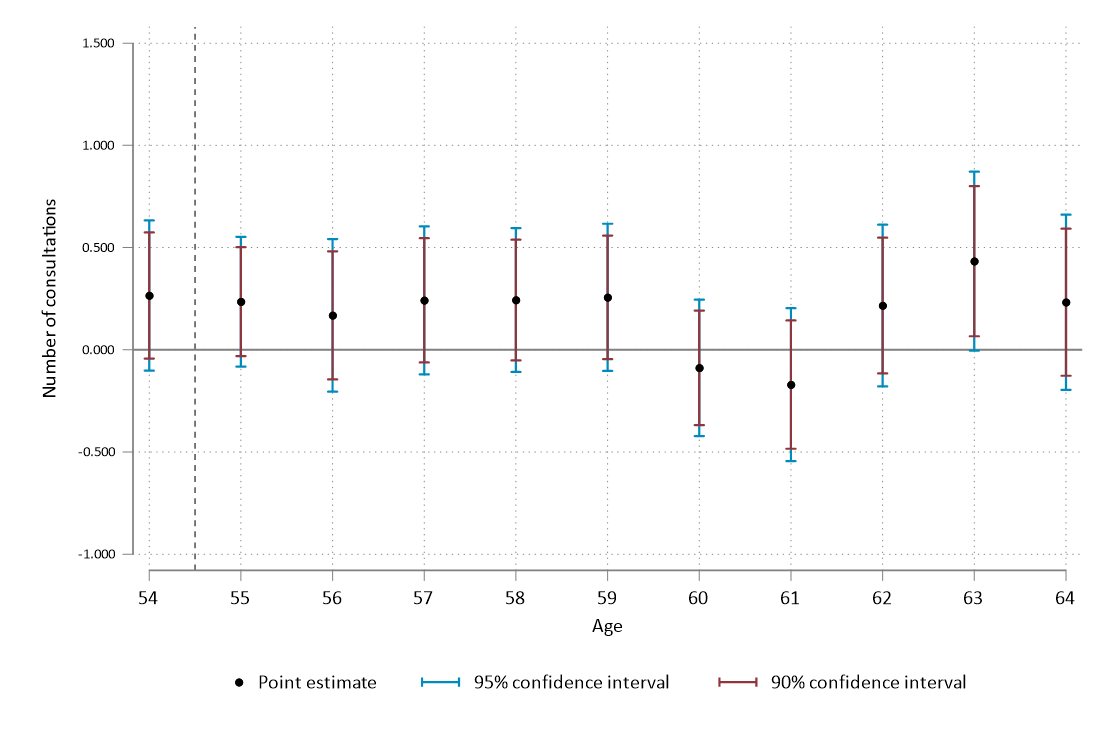 1.500
1.000
0.500
0.000
-0.500
-1.000
Number of consultations
54 55 56 57 58 59 60 61 62 63 64
Age
Point estimate 95% confidence interval 90% confidence interval